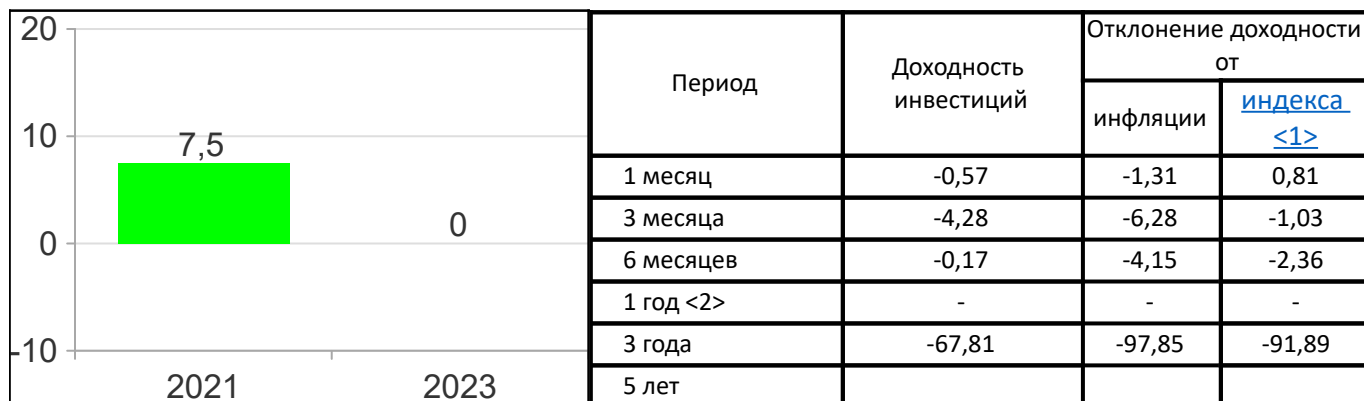 20
10
0
-10
7,5
0
2021 2023
Период
Доходность
инвестиций
Отклонение доходности
от
инфляции
индекса
<1>
1 месяц -0,57 -1,31 0,81
3 месяца -4,28 -6,28 -1,03
6 месяцев -0,17 -4,15 -2,36
1 год <2> - - -
3 года -67,81 -97,85 -91,89
5 лет